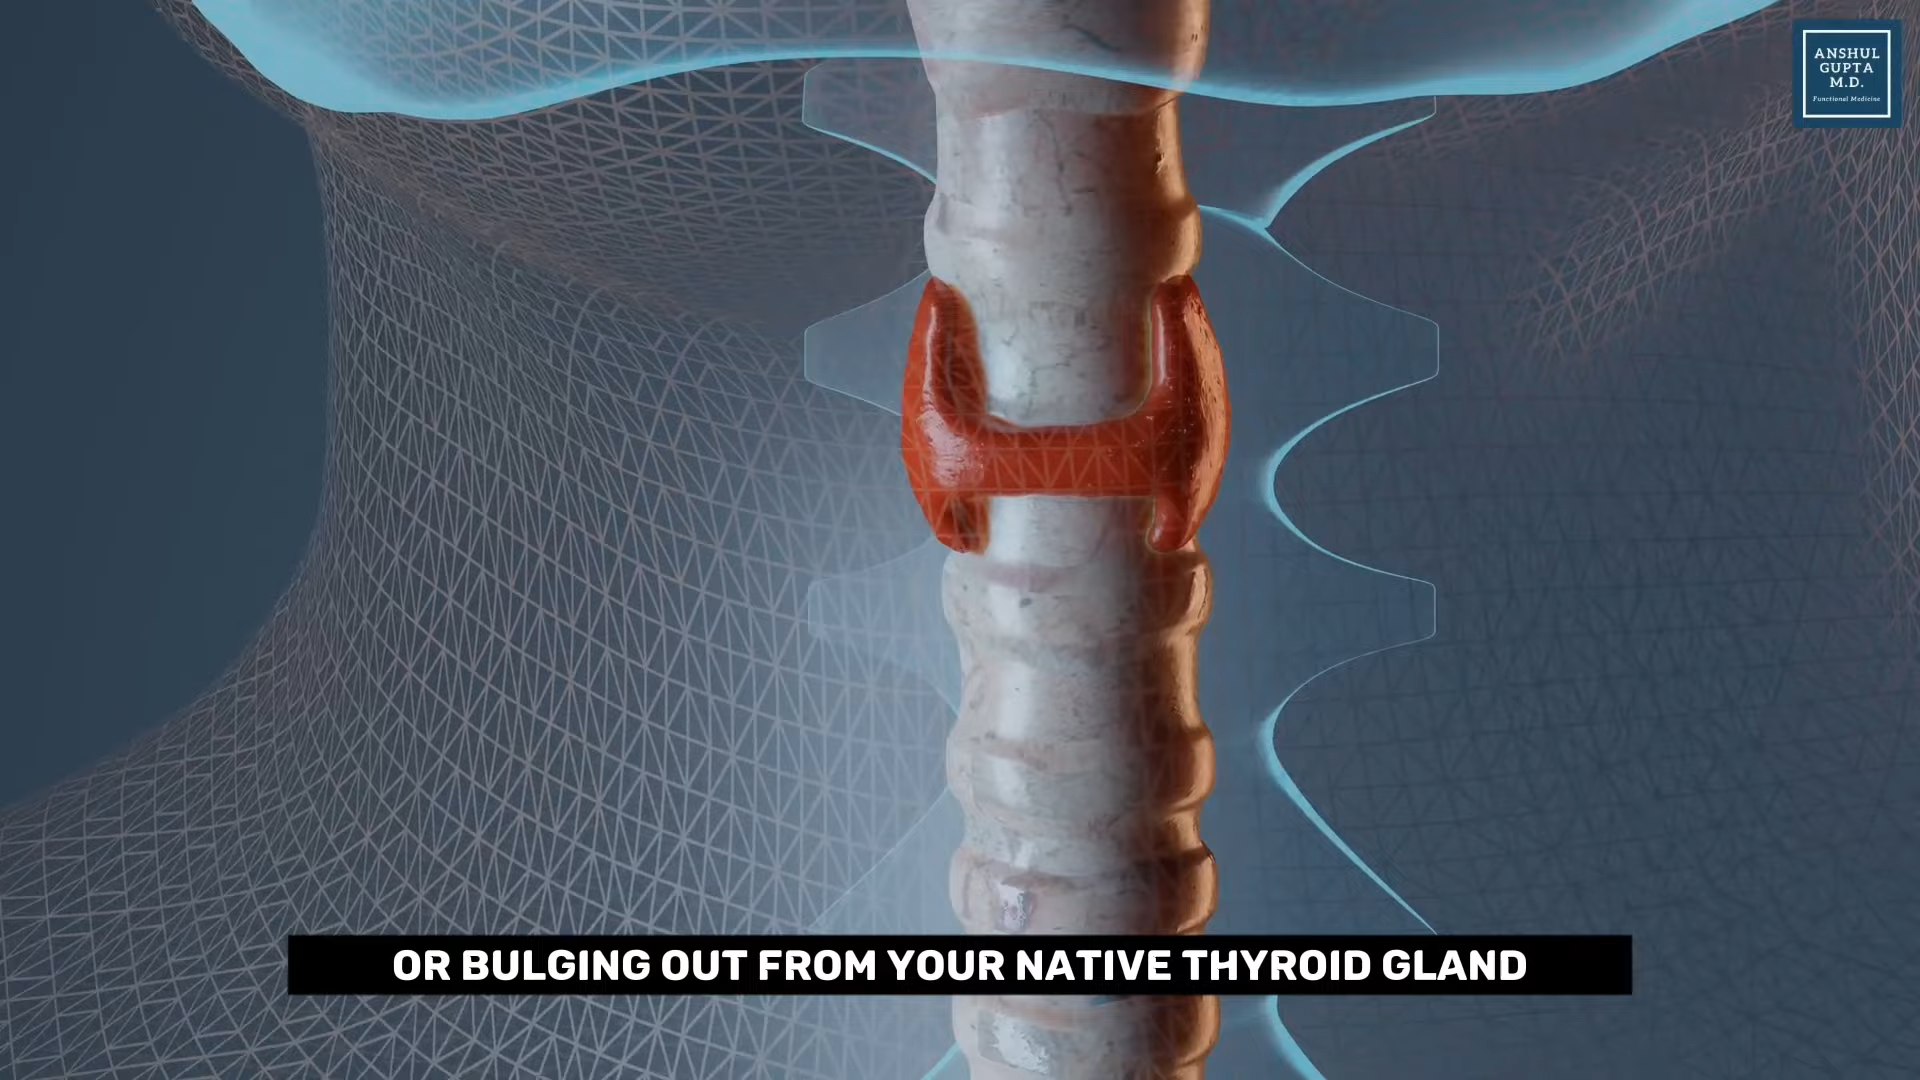 ANSHUL
GUPTA
M.D.
Functional Medicine
OR BULGING OUT FROM YOUR NATIVE THYROID GLAND